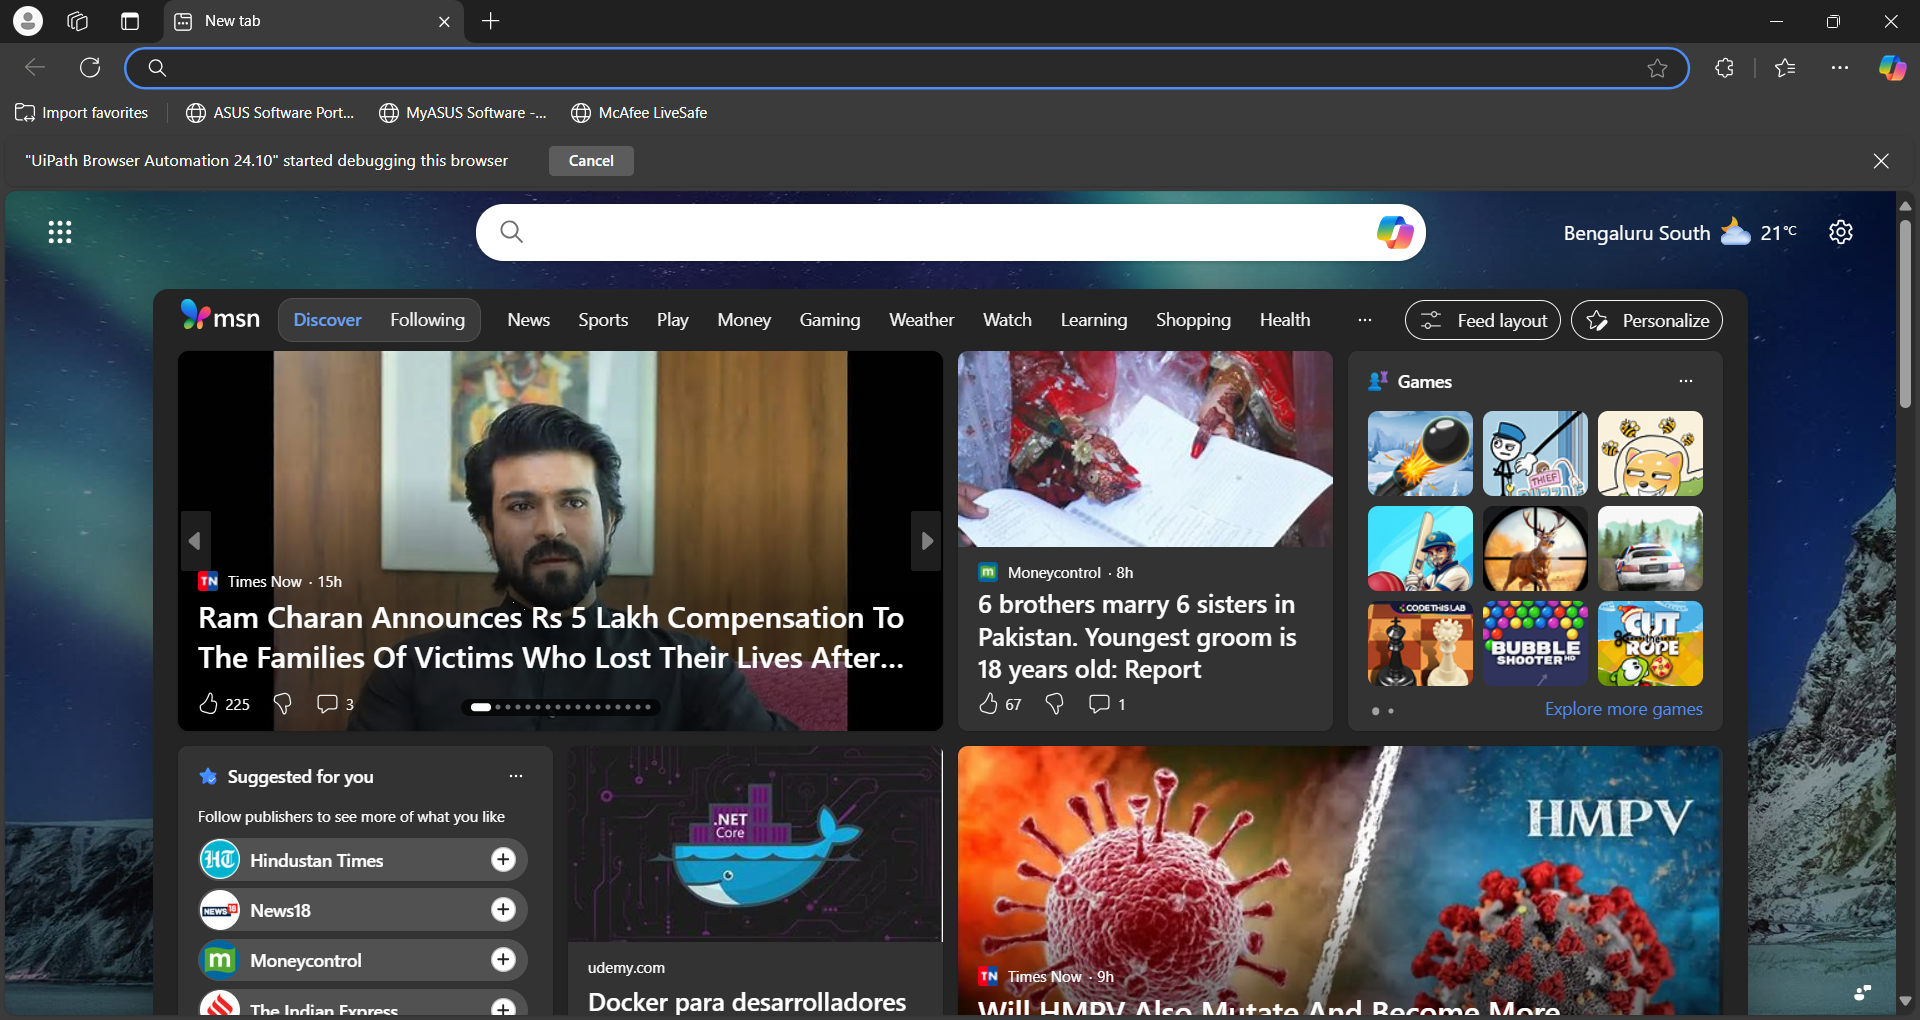 New tab
Import favorites
ASUS Software Port...
MyASUS Software -...
McAfee LiveSafe
"UiPath Browser Automation 24.10" started debugging this browser
Cancel
Bengaluru South
21°C
msn
Discover
Following
News
Sports
Play
Money
Gaming
Weather
Watch
Learning
Shopping
Health
...
Feed layout
Personalize
TN Times Now · 15h
Ram Charan Announces Rs 5 Lakh Compensation To
The Families Of Victims Who Lost Their Lives After...
225
3
m Moneycontrol · 8h
6 brothers marry 6 sisters in
Pakistan. Youngest groom is
18 years old: Report
67
1
Games
...
THIEF
PUZZLE
CODETHISLAB
BUBBLE
SHOOTER HD
CUT
the
ROPE
Explore more games
Suggested for you
...
Follow publishers to see more of what you like
HT Hindustan Times
NEWS18 News18
m Moneycontrol
The Indian Express
.NET
Core
udemy.com
Docker para desarrolladores
HMPV
TN Times Now · 9h
Will HMPV Also Mutate And Become More